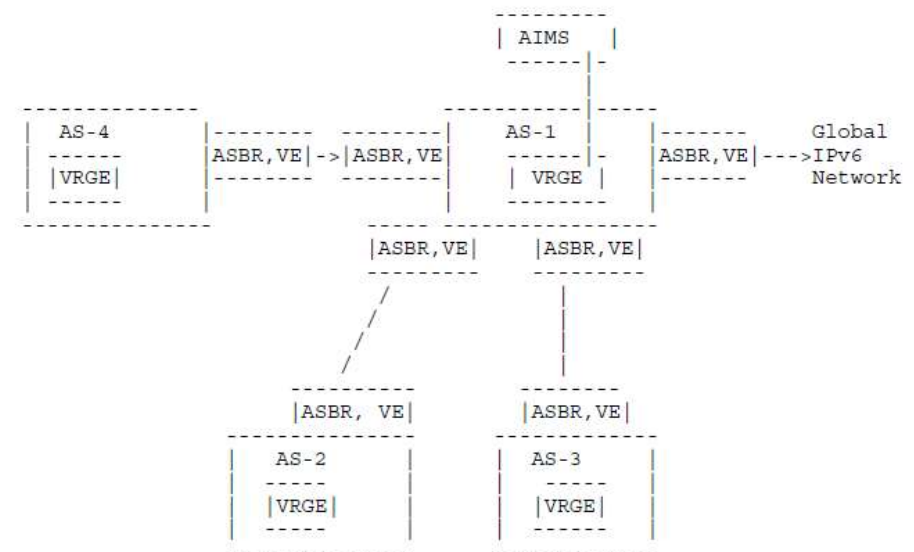 AIMS
AS-4 AS-1 Global
ASBR,VE ASBR,VE ASBR,VE IPv6
VRGE VRGE Network
ASBR,VE ASBR,VE
ASBR, VE ASBR,VE
AS-2 AS-3
VRGE VRGE